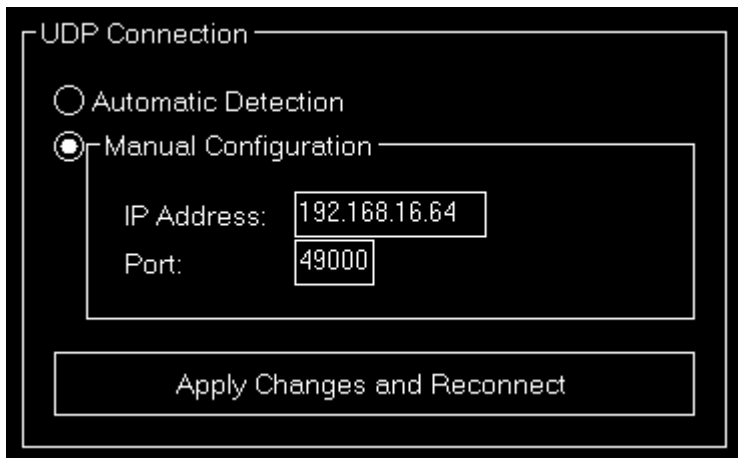 UDP Connection
Automatic Detection
Manual Configuration
IP Address: 192.168.16.64
Port: 49000
Apply Changes and Reconnect